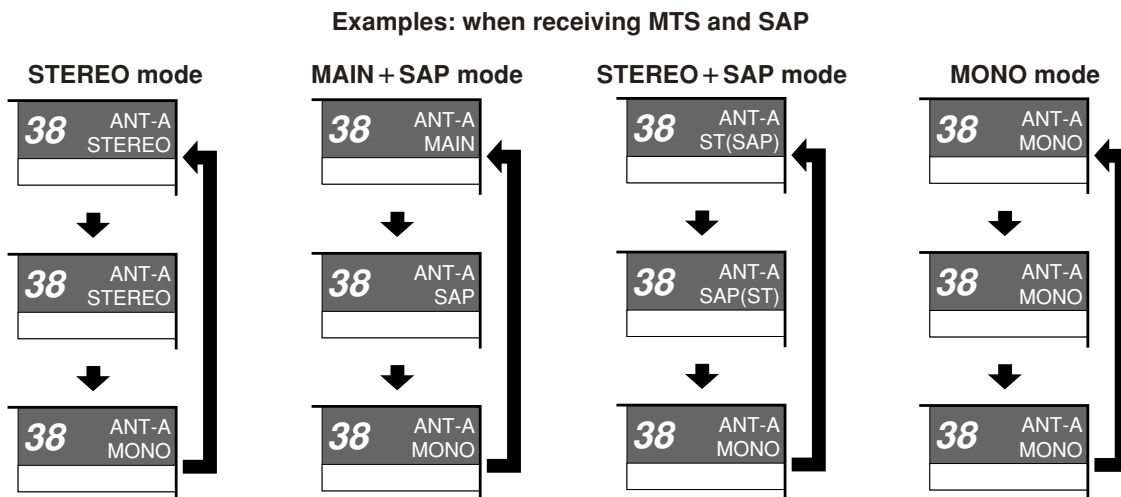 Examples: when receiving MTS and SAP
STEREO mode
38 ANT-A
STEREO
38 ANT-A
STEREO
38 ANT-A
MONO
MAIN + SAP mode
38 ANT-A
MAIN
38 ANT-A
SAP
38 ANT-A
MONO
STEREO + SAP mode
38 ANT-A
ST(SAP)
38 ANT-A
SAP(ST)
38 ANT-A
MONO
MONO mode
38 ANT-A
MONO
38 ANT-A
MONO
38 ANT-A
MONO